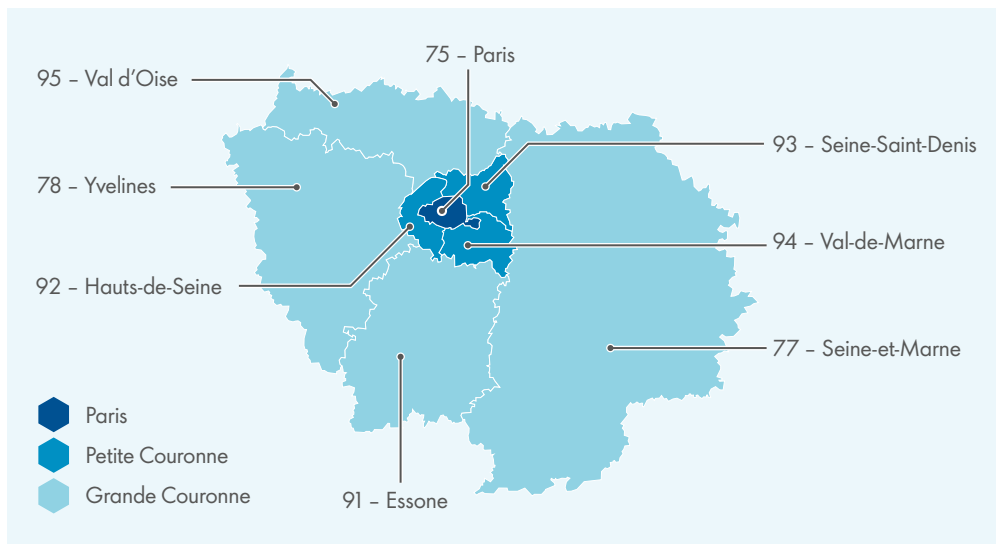 75 – Paris
95 – Val d’Oise
93 – Seine-Saint-Denis
78 – Yvelines
94 – Val-de-Marne
92 – Hauts-de-Seine
77 – Seine-et-Marne
Paris
Petite Couronne
Grande Couronne
91 – Essone